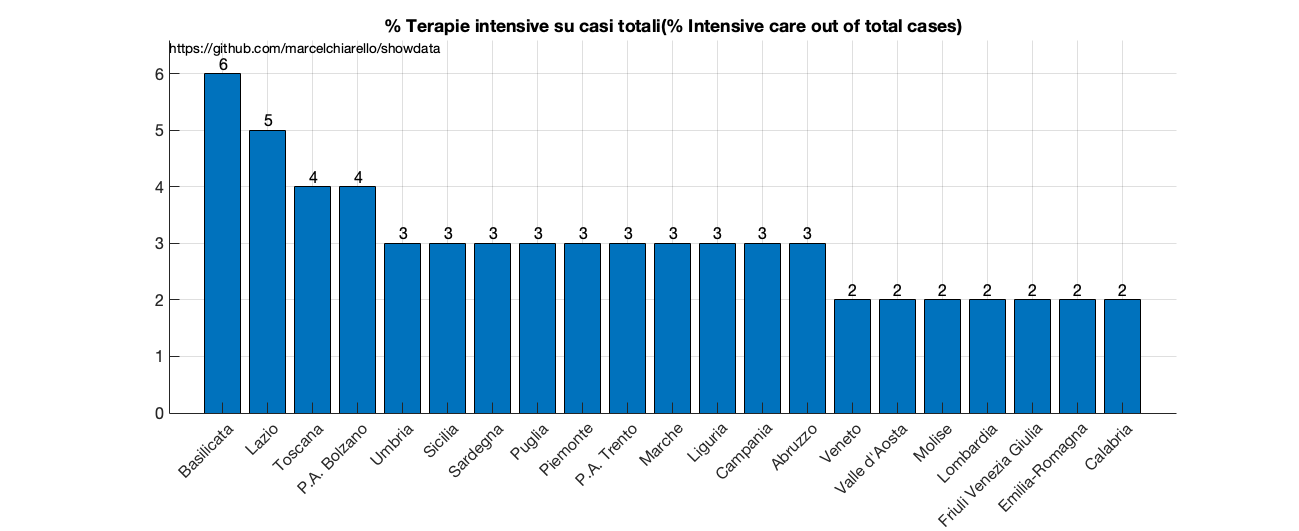 % Terapie intensive su casi totali(% Intensive care out of total cases)
https://github.com/marcelchiarello/showdata
6
5
4
4
3
3
3
3
3
3
3
3
3
3
2
2
2
2
2
2
2
6
5
4
3
2
1
0
Basilicata
Lazio
Toscana
P.A. Bolzano
Umbria
Sicilia
Sardegna
Puglia
Piemonte
P.A. Trento
Marche
Liguria
Campania
Abruzzo
Veneto
Valle d'Aosta
Molise
Lombardia
Friuli Venezia Giulia
Emilia-Romagna
Calabria